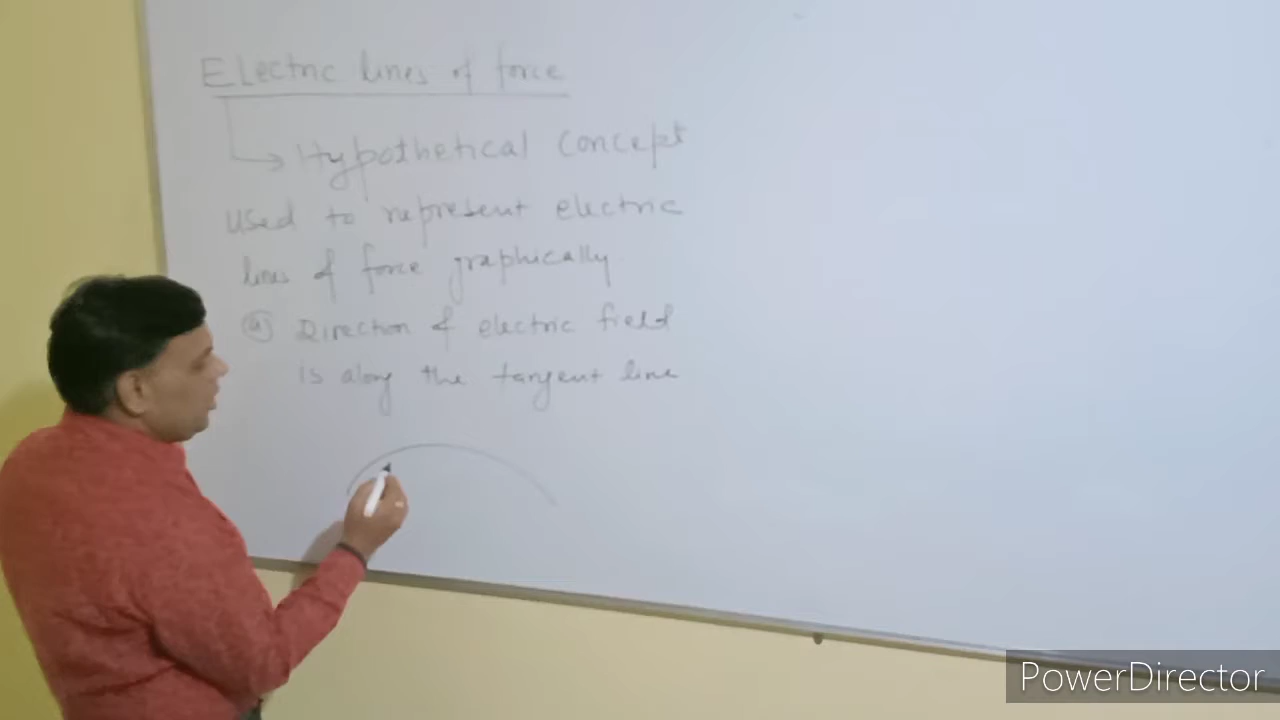 Electric lines of force
Hypothetical concept
used to represent electric
lines of force graphically
(a) Direction of electric field
is along the tangent line
PowerDirector